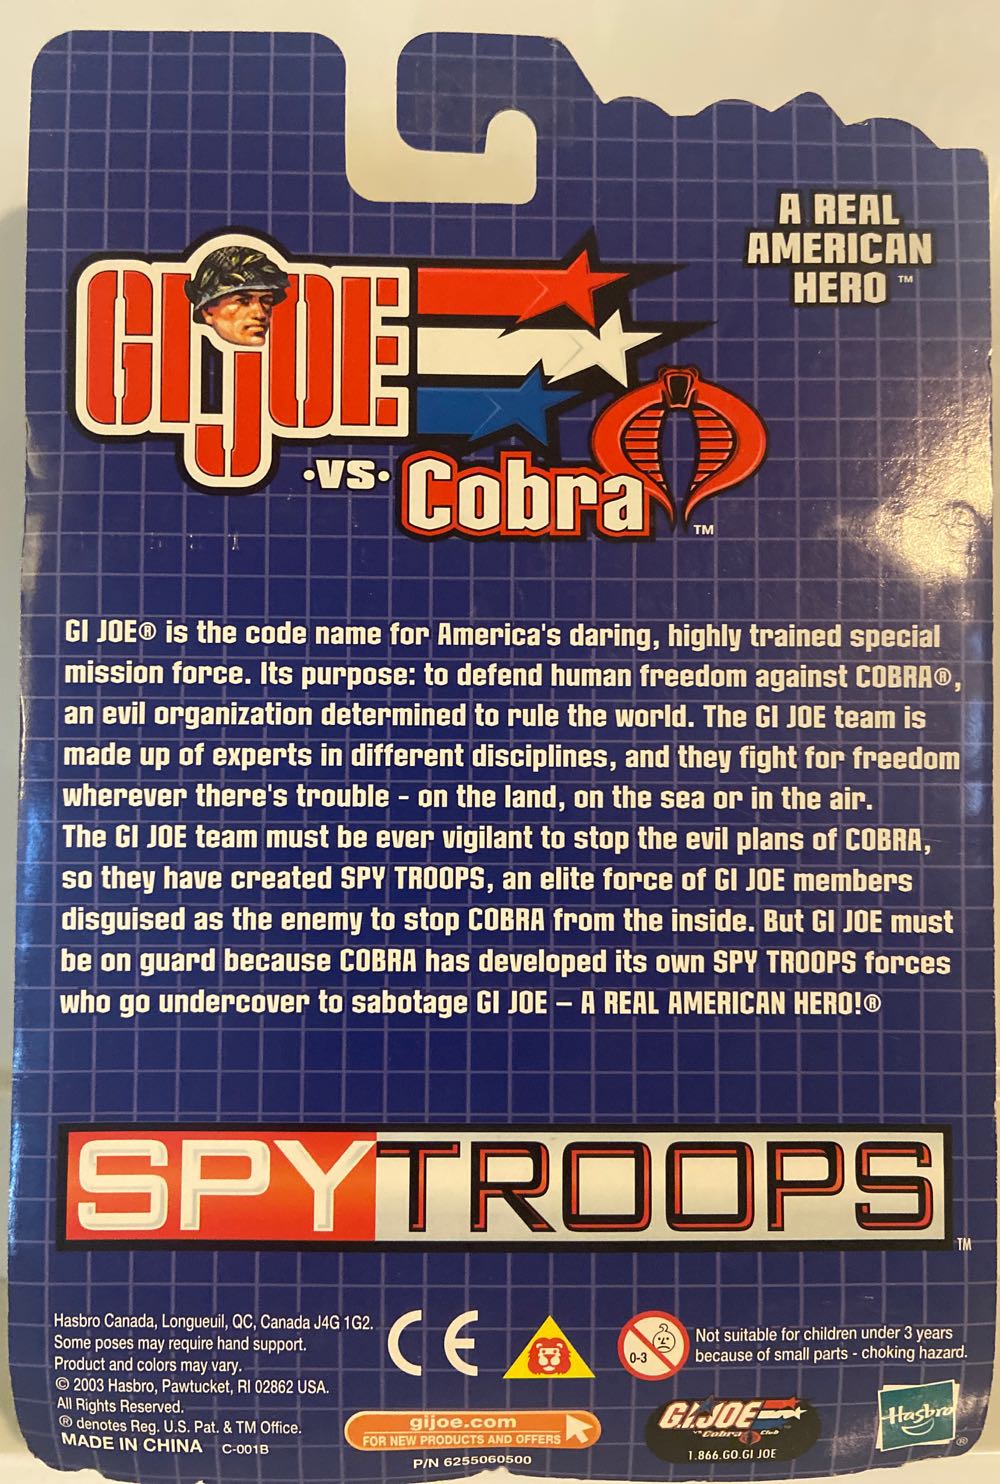 A REAL
AMERICAN
HERO™
GI JOE
·VS·
Cobra
™
GI JOE® is the code name for America's daring, highly trained special
mission force. Its purpose: to defend human freedom against COBRA®,
an evil organization determined to rule the world. The GI JOE team is
made up of experts in different disciplines, and they fight for freedom
wherever there's trouble - on the land, on the sea or in the air.
The GI JOE team must be ever vigilant to stop the evil plans of COBRA,
so they have created SPY TROOPS, an elite force of GI JOE members
disguised as the enemy to stop COBRA from the inside. But GI JOE must
be on guard because COBRA has developed its own SPY TROOPS forces
who go undercover to sabotage GI JOE – A REAL AMERICAN HERO!®
SPYTROOPS
™
Hasbro Canada, Longueuil, QC, Canada J4G 1G2.
Some poses may require hand support.
Product and colors may vary.
© 2003 Hasbro, Pawtucket, RI 02862 USA.
All Rights Reserved.
® denotes Reg. U.S. Pat. & TM Office.
MADE IN CHINA C-001B
CE
0-3
Not suitable for children under 3 years
because of small parts - choking hazard.
gijoe.com
FOR NEW PRODUCTS AND OFFERS
P/N 6255060500
G.I. JOE
vs Cobra Club
1.866.GO.GI JOE
Hasbro
®